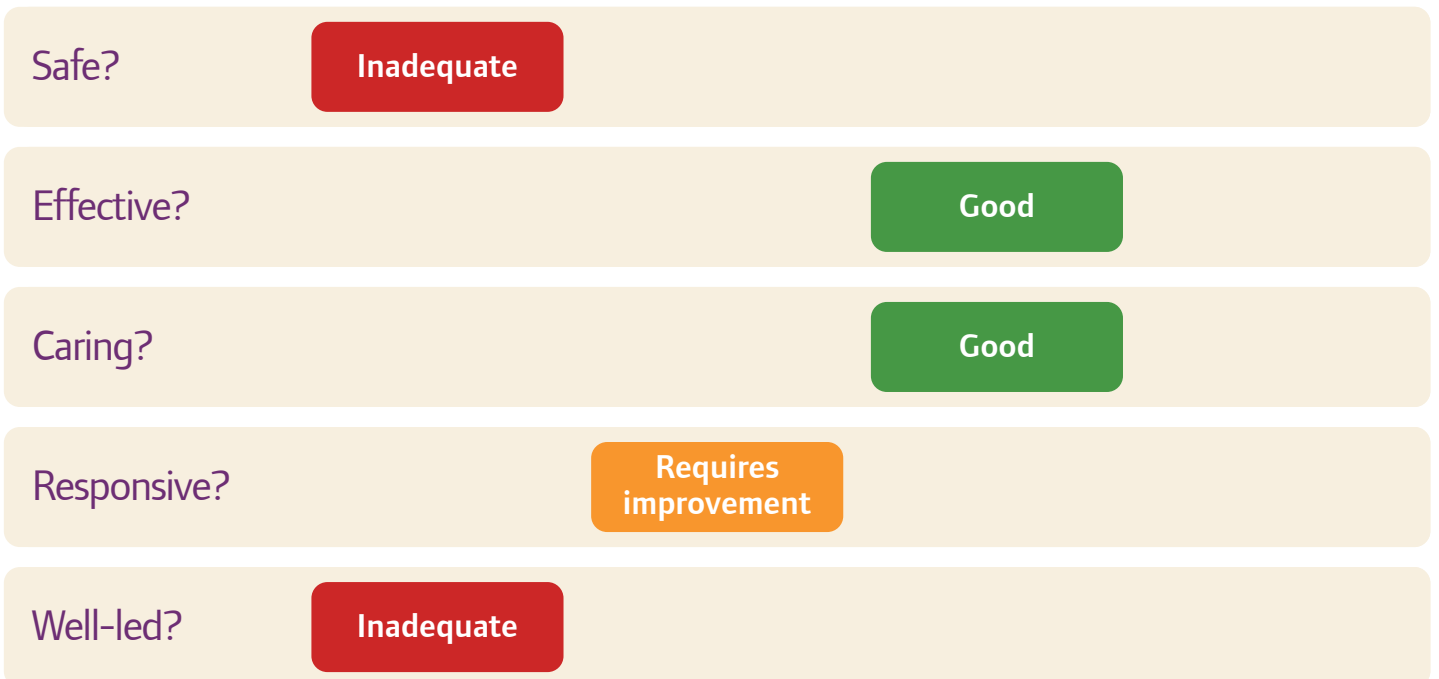 Safe?
Inadequate
Effective?
Good
Caring?
Good
Responsive?
Requires
improvement
Well-led?
Inadequate